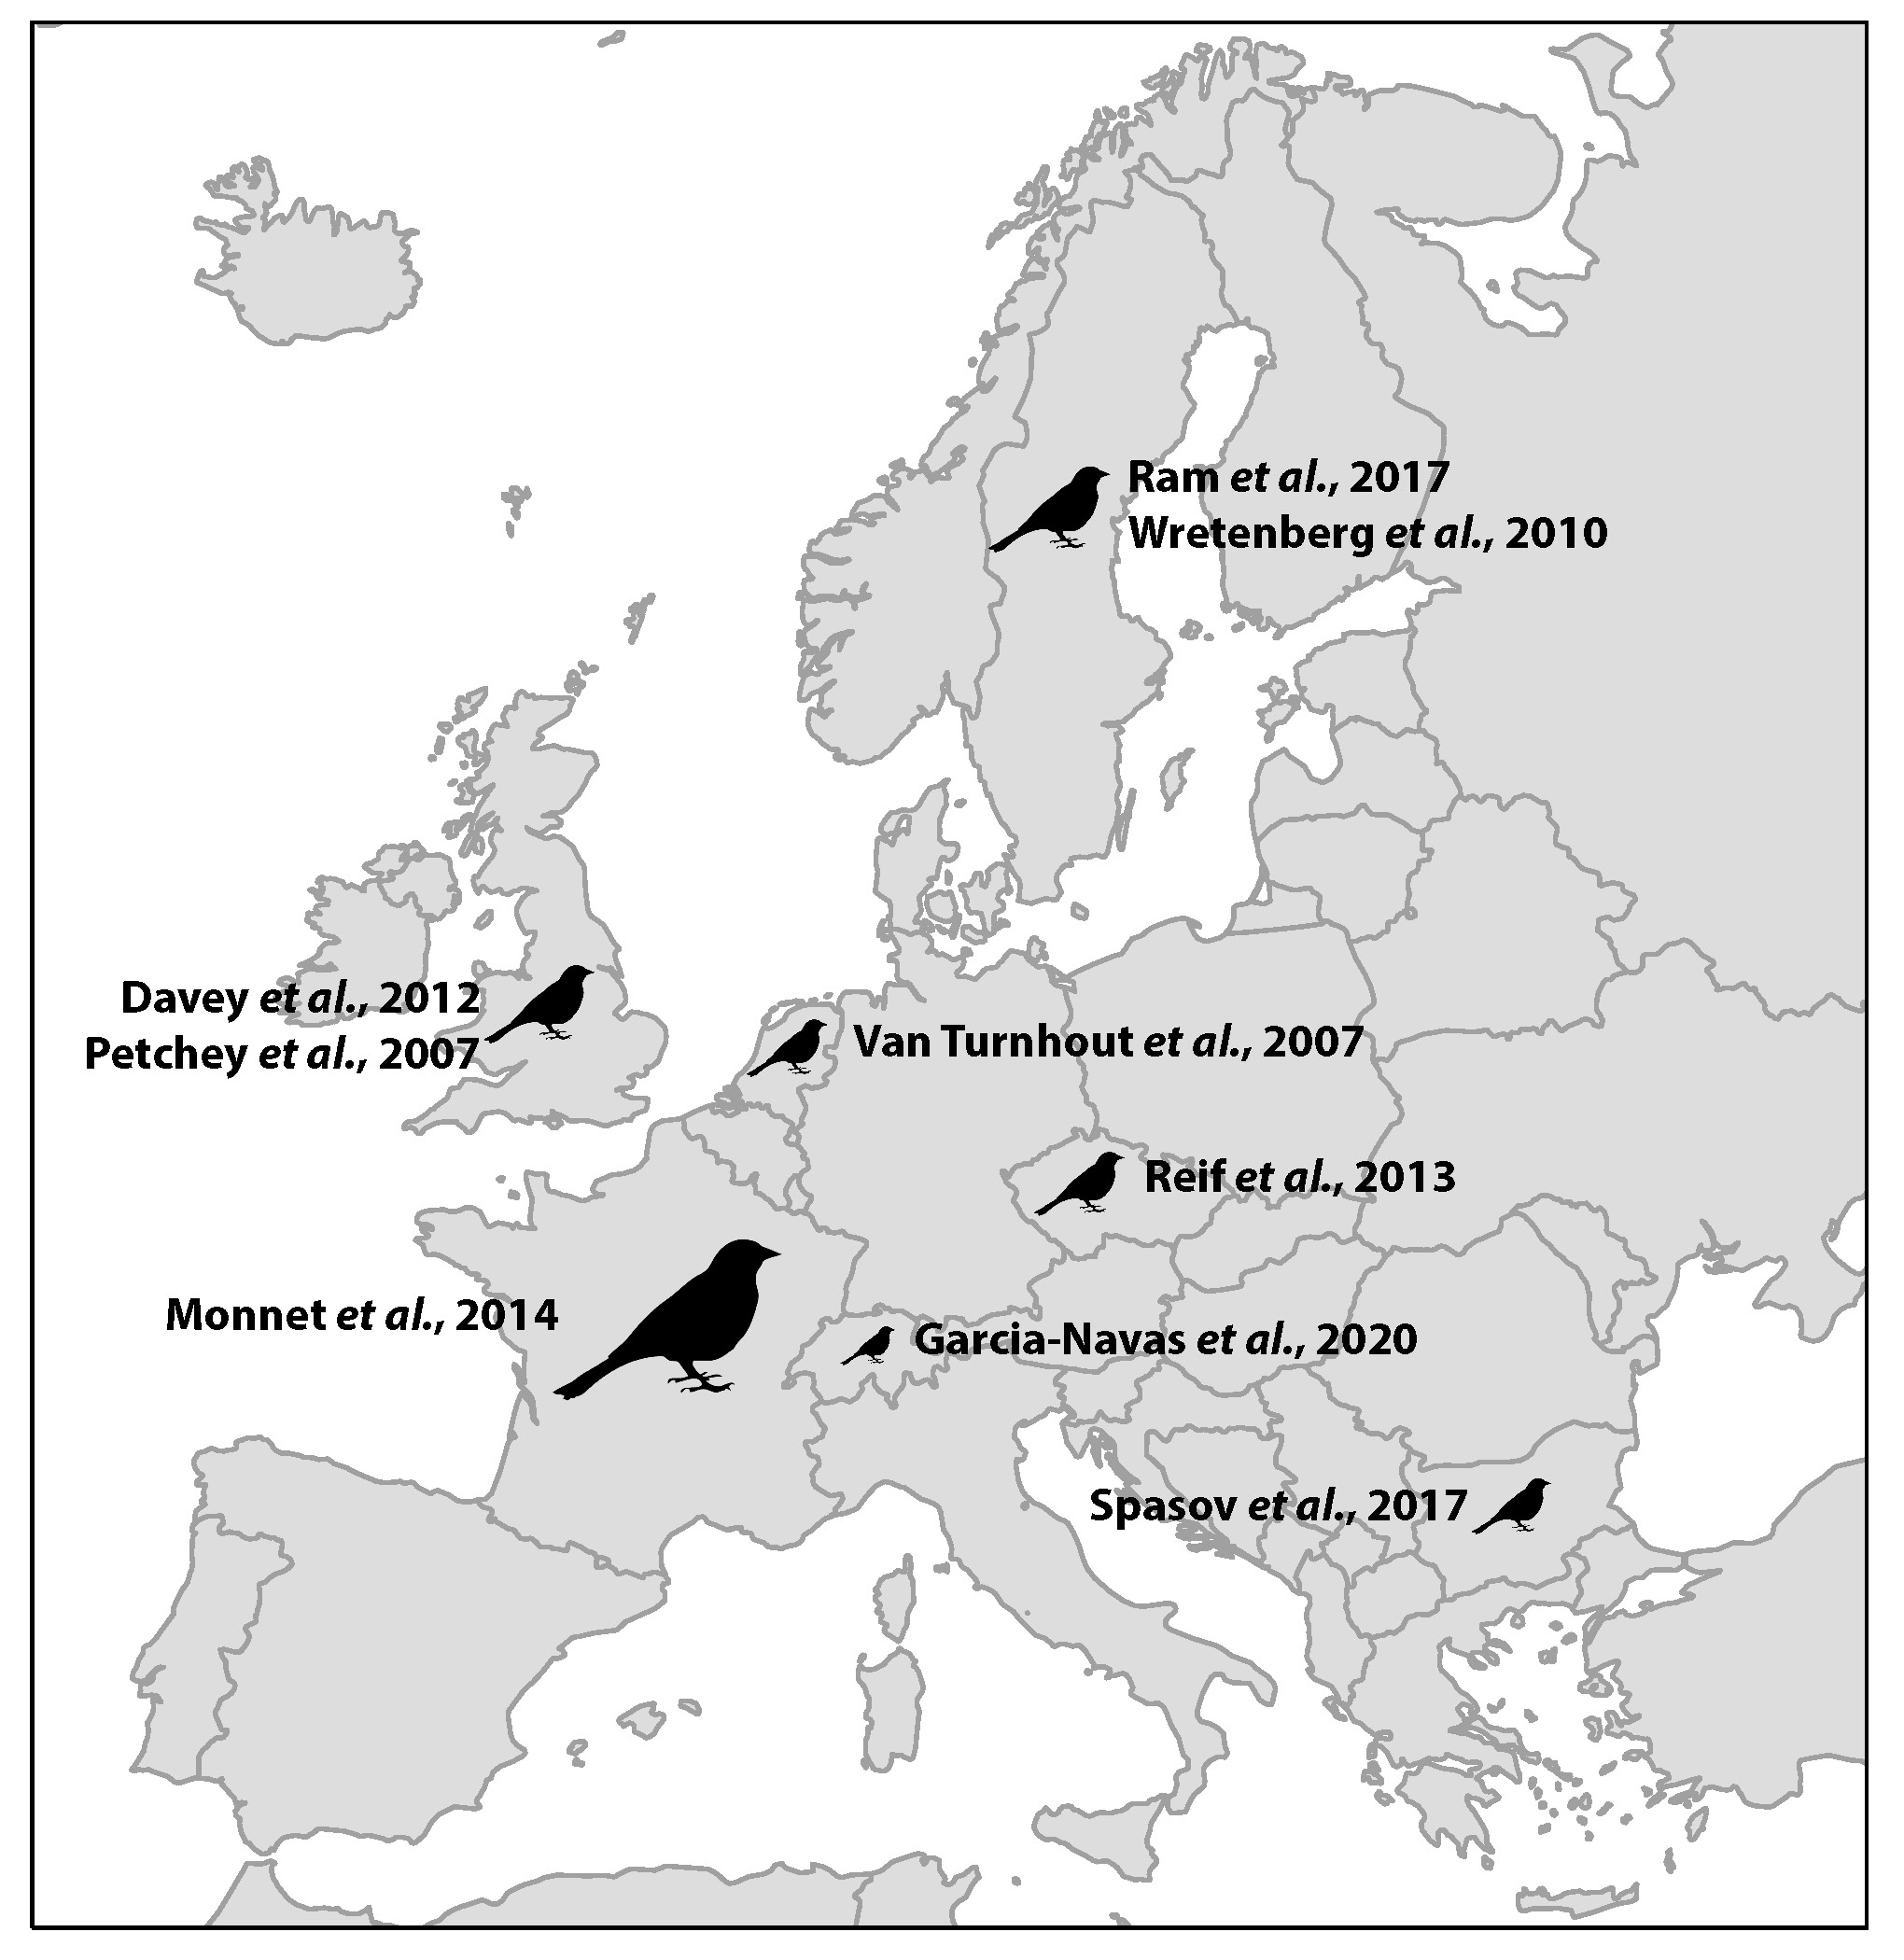 Ram et al., 2017
Wretenberg et al., 2010
Davey et al., 2012
Petchey et al., 2007
Van Turnhout et al., 2007
Reif et al., 2013
Monnet et al., 2014
Garcia-Navas et al., 2020
Spasov et al., 2017